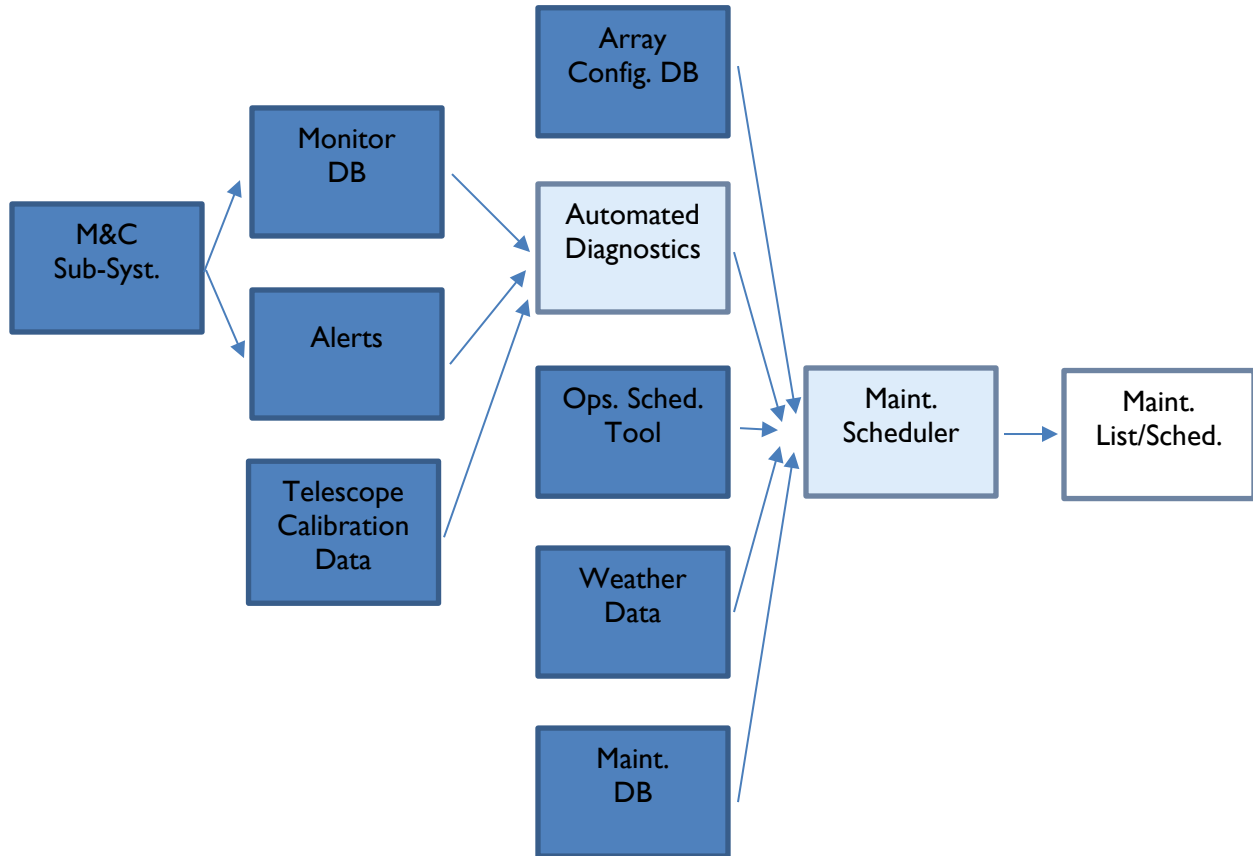 Array
Config. DB
Monitor
DB
Automated
Diagnostics
M&C
Sub-Syst.
Alerts
Ops. Sched.
Tool
Maint.
Scheduler
Maint.
List/Sched.
Telescope
Calibration
Data
Weather
Data
Maint.
DB